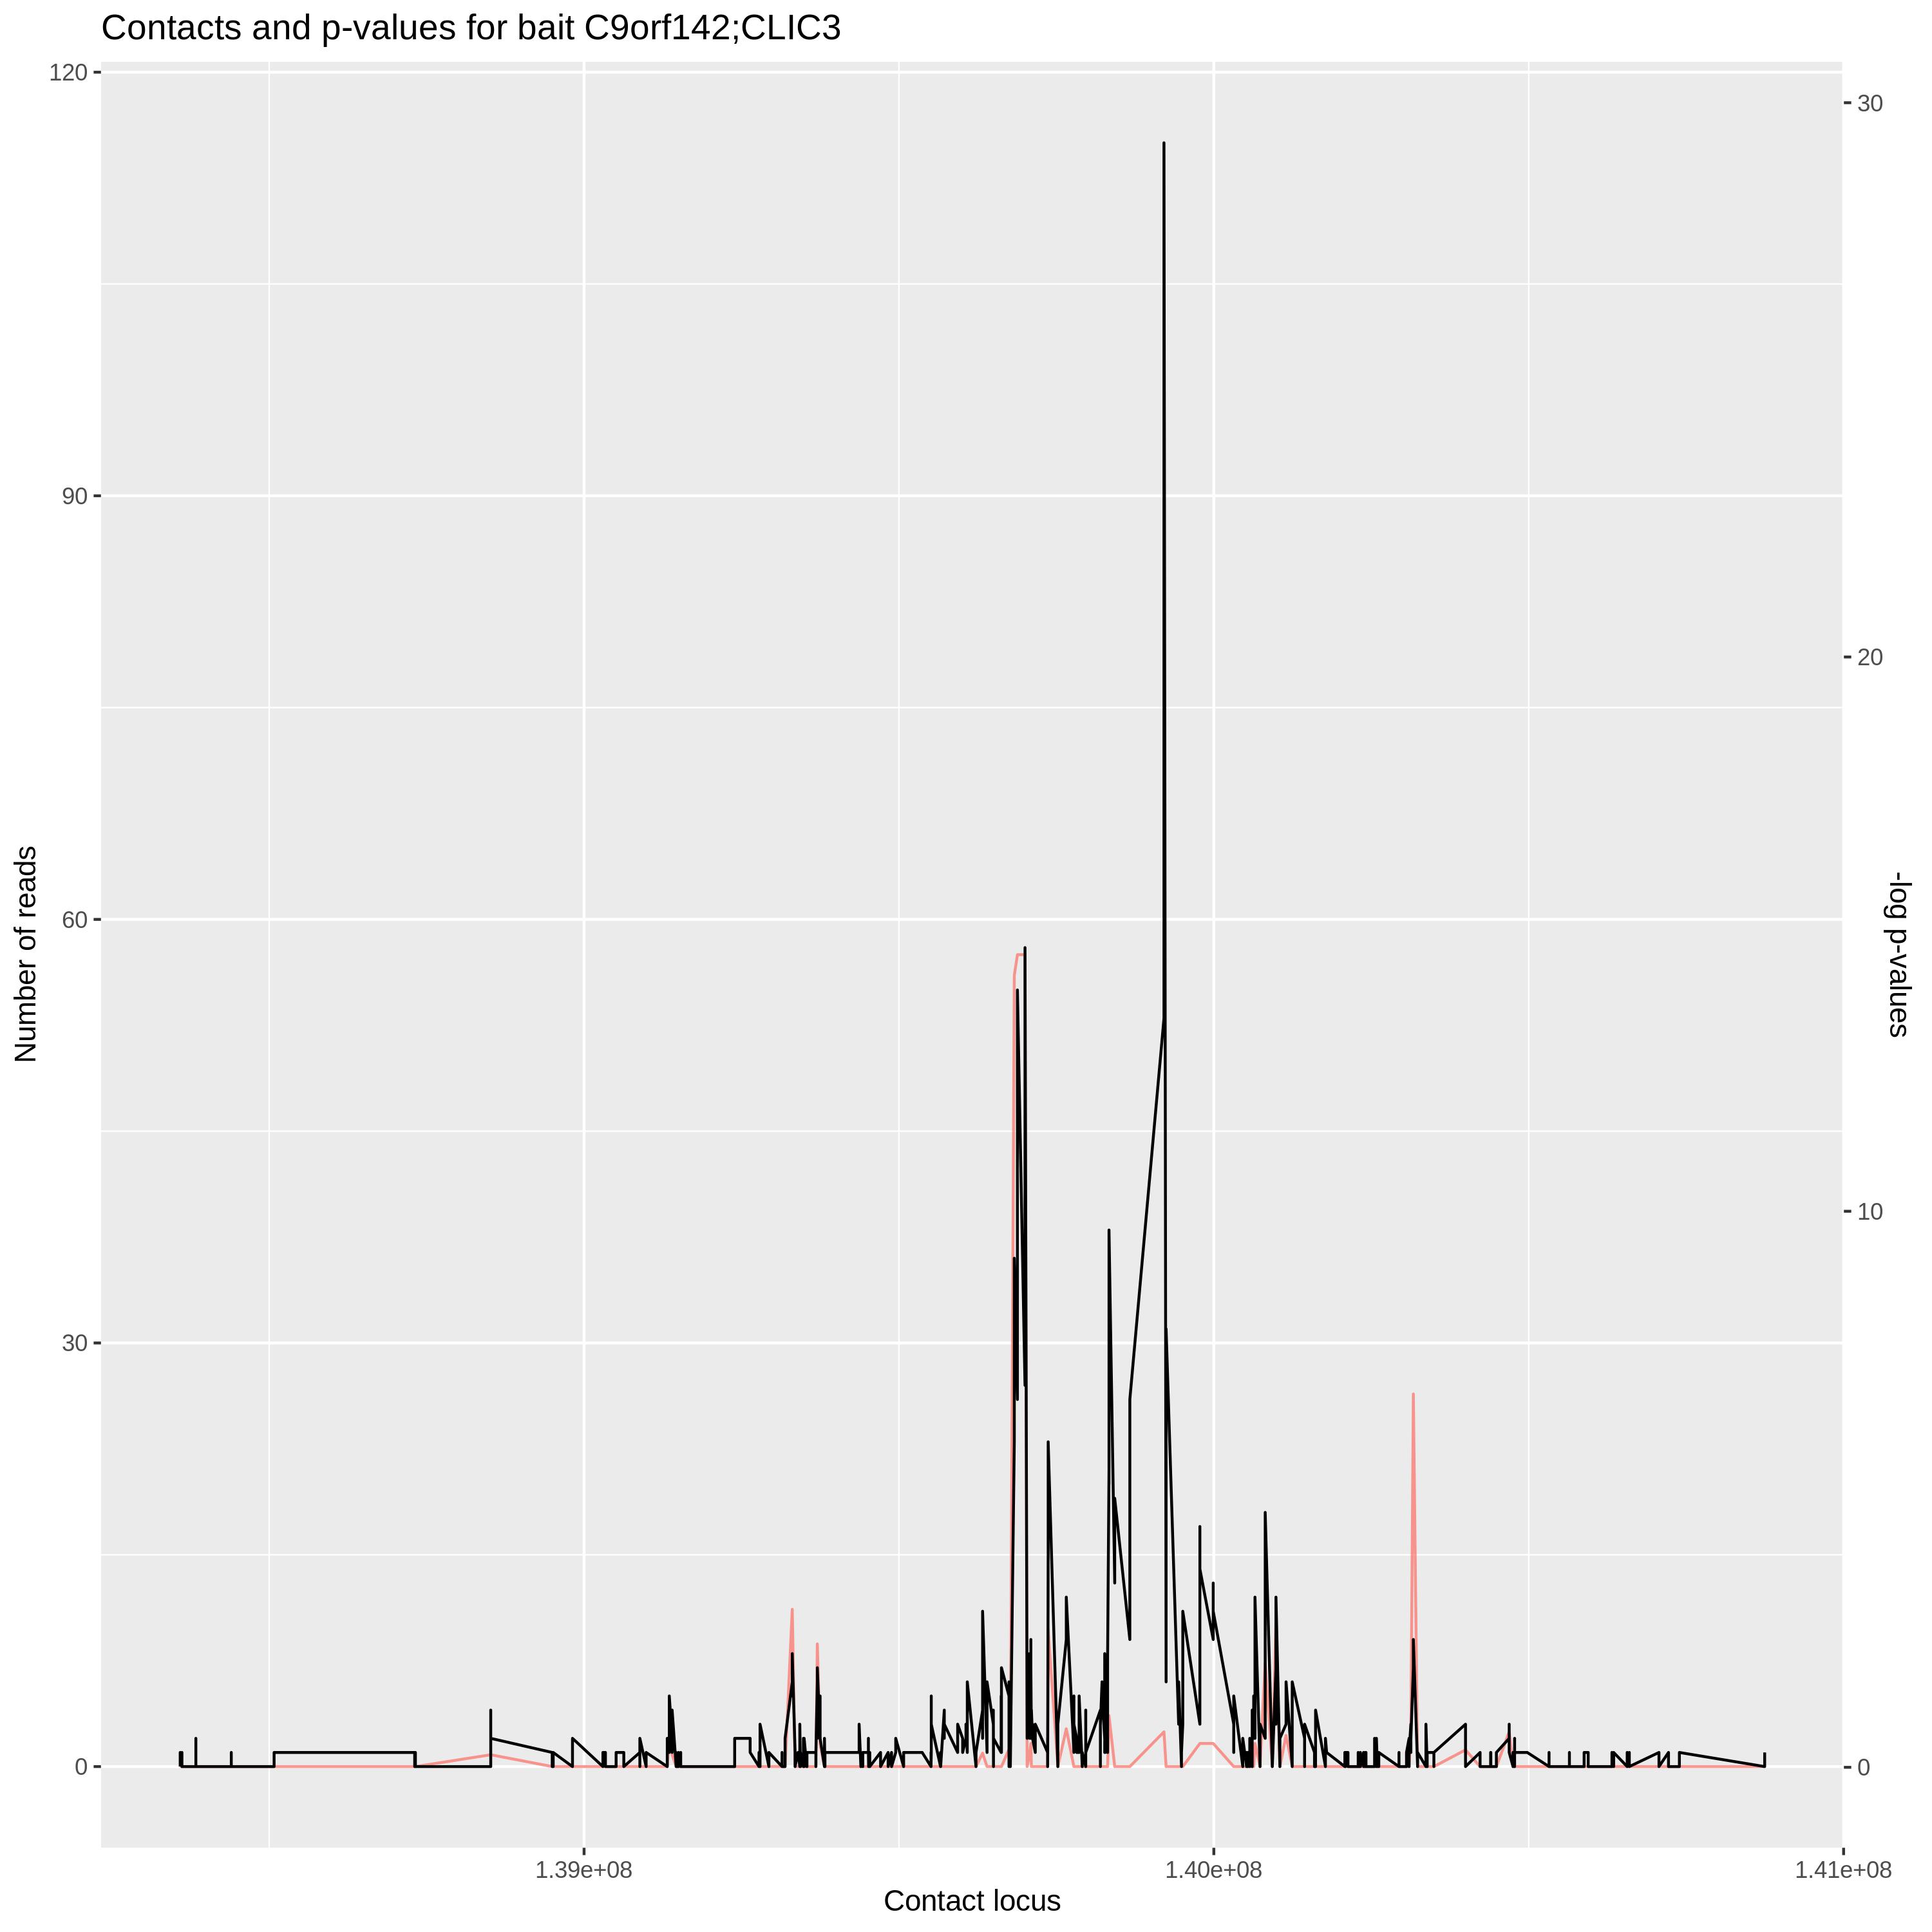 Contacts and p-values for bait C9orf142;CLIC3
120
90
60
30
0
Number of reads
30
20
10
0
-log p-values
1.39e+08
1.40e+08
1.41e+08
Contact locus